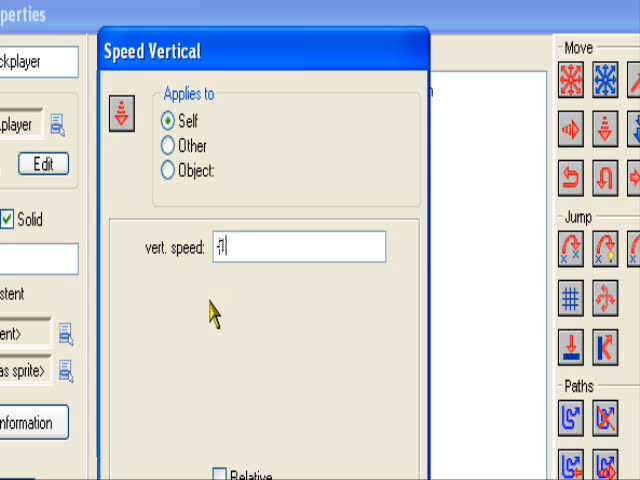 perties
ckplayer
player
Edit
Solid
stent
ent>
as sprite>
nformation
Speed Vertical
Applies to
Self
Other
Object:
vert. speed:
Relative
Move
Jump
Paths